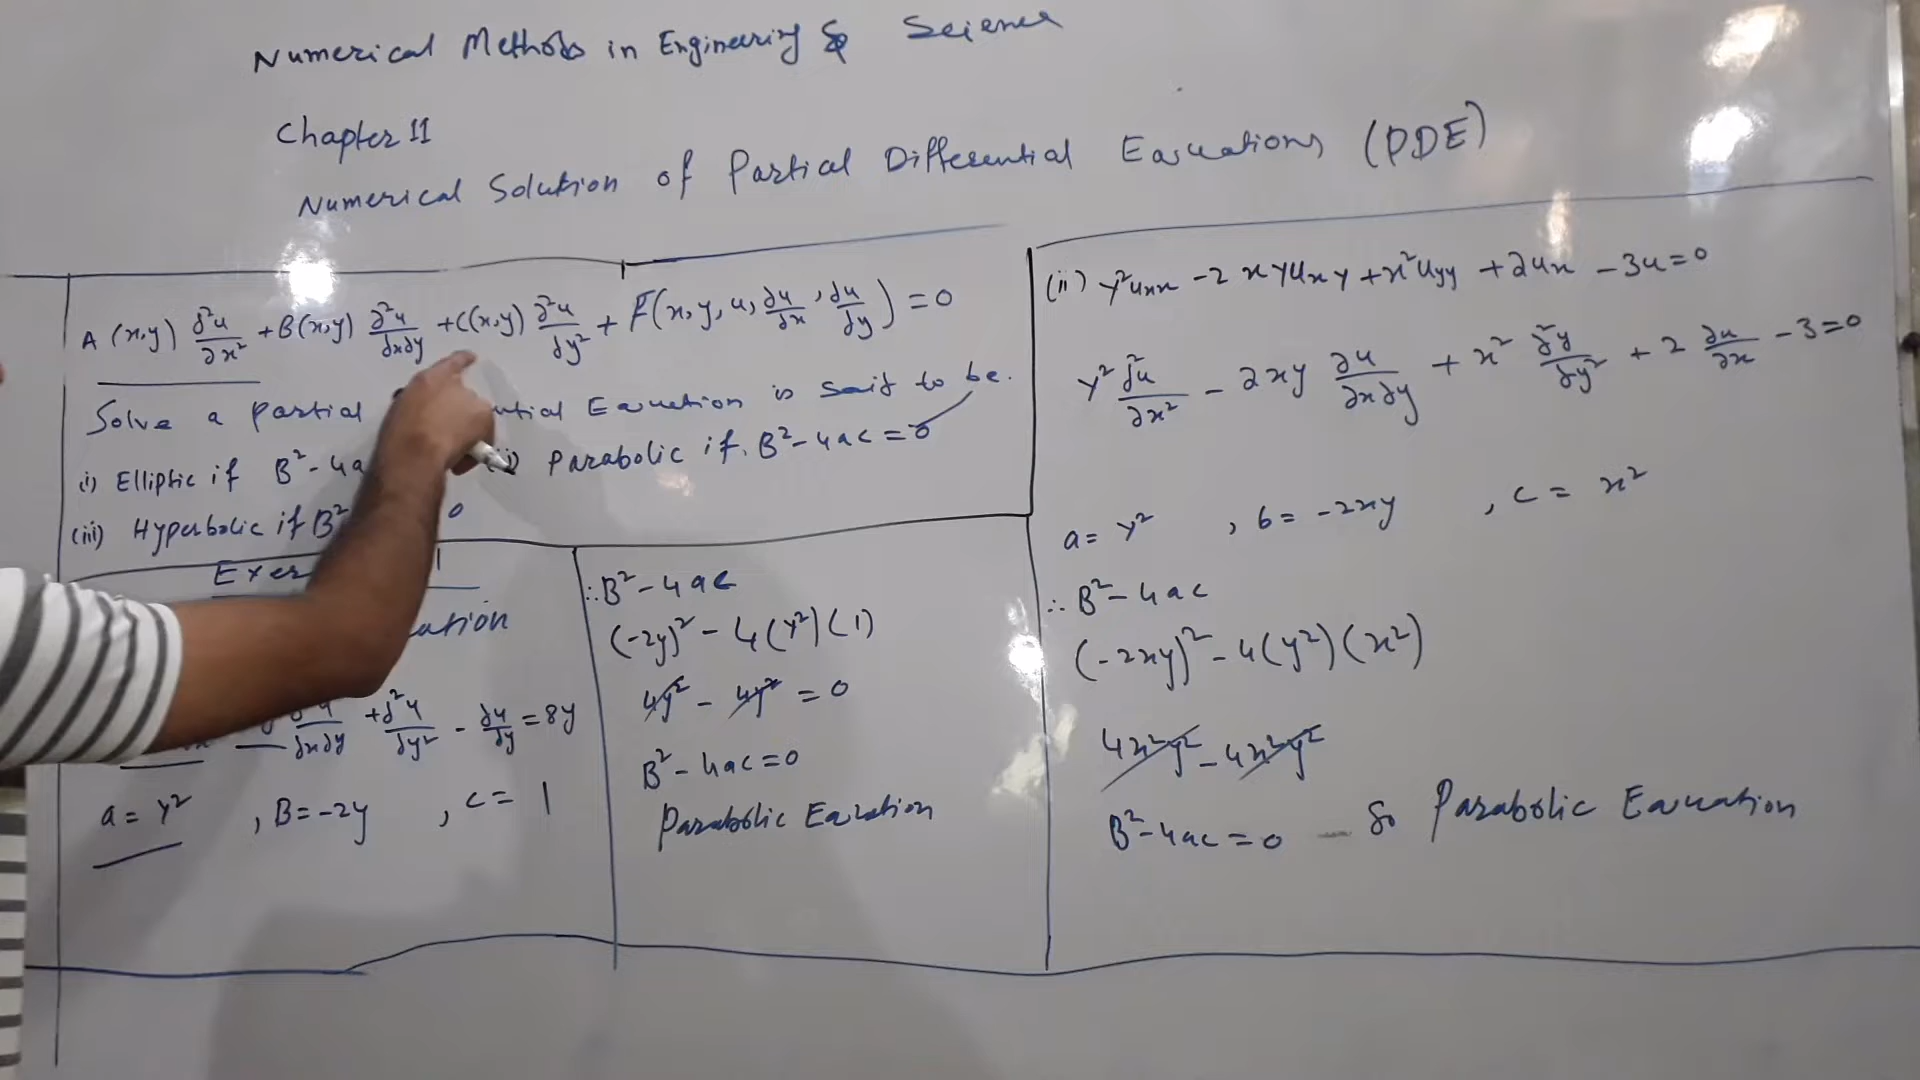 Numerical Methods in Engineering & Science
Chapter 11
Numerical Solution of Partial Differential Equations (PDE)
A (x,y) ∂²u/∂x² + B(x,y) ∂²u/∂x∂y + C(x,y) ∂²u/∂y² + F(x, y, u, ∂u/∂x, ∂u/∂y) = 0
Solve a partial Equation is said to be.
(i) Elliptic if B² - 4a (ii) Parabolic if. B² - 4ac = 0
(iii) Hyperbolic if B² 0
1
∂²u/∂x∂y + ∂²u/∂y² - ∂u/∂y = 8y
a = y² , B = -2y , c = 1
∴ B² - 4ac
(-2y)² - 4(y²)(1)
4y² - 4y² = 0
B² - 4ac = 0
Parabolic Equation
(ii) y²uxx - 2xyuxy + x²uyy + 2ux - 3u = 0
y² ∂²u/∂x² - 2xy ∂u/∂x∂y + x² ∂²y/∂y² + 2 ∂u/∂x - 3 = 0
a = y² , b = -2xy , c = x²
∴ B² - 4ac
(-2xy)² - 4(y²)(x²)
4x²y² - 4x²y²
B² - 4ac = 0 So Parabolic Equation